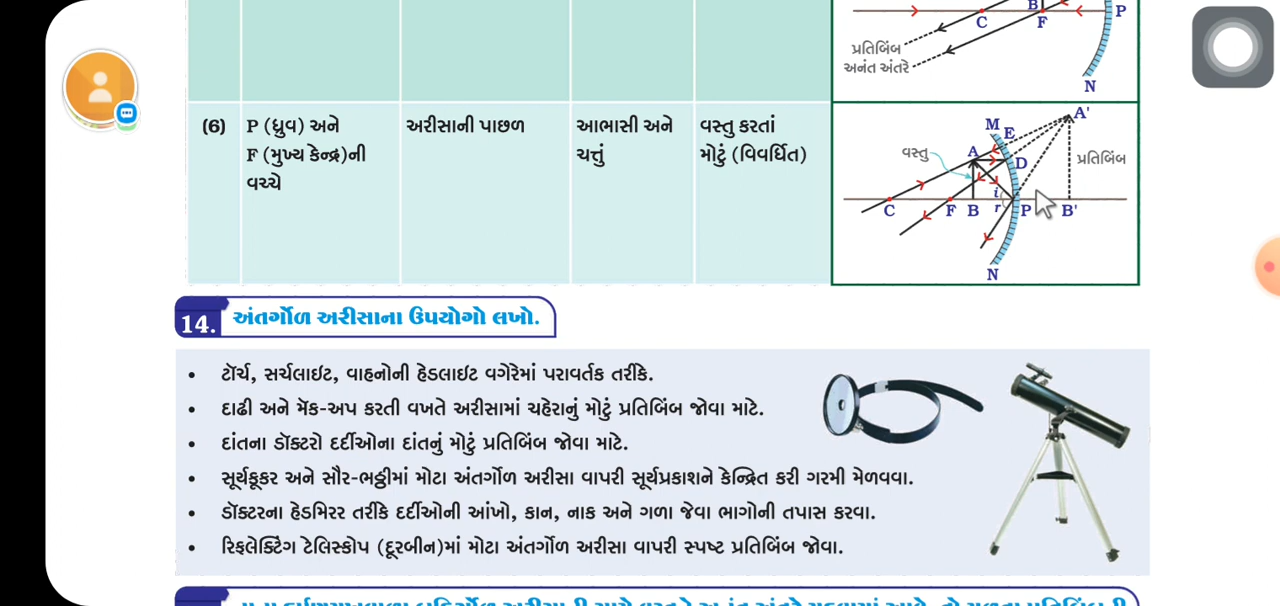 B
C
F
P
પ્રતિબિંબ
અનંત અંતરે
N
(6)
P (ધ્રુવ) અને
F (મુખ્ય કેન્દ્ર)ની
વચ્ચે
અરીસાની પાછળ
આભાસી અને
ચત્તું
વસ્તુ કરતાં
મોટું (વિવર્ધિત)
M
E
A'
વસ્તુ
A
D
પ્રતિબિંબ
i
C
F
B
r
P
B'
N
14. અંતર્ગોળ અરીસાના ઉપયોગો લખો.
• ટૉર્ચ, સર્ચલાઇટ, વાહનોની હેડલાઇટ વગેરેમાં પરાવર્તક તરીકે.
• દાઢી અને મૅક-અપ કરતી વખતે અરીસામાં ચહેરાનું મોટું પ્રતિબિંબ જોવા માટે.
• દાંતના ડૉક્ટરો દર્દીઓના દાંતનું મોટું પ્રતિબિંબ જોવા માટે.
• સૂર્યકૂકર અને સૌર-ભઠ્ઠીમાં મોટા અંતર્ગોળ અરીસા વાપરી સૂર્યપ્રકાશને કેન્દ્રિત કરી ગરમી મેળવવા.
• ડૉક્ટરના હેડમિરર તરીકે દર્દીઓની આંખો, કાન, નાક અને ગળા જેવા ભાગોની તપાસ કરવા.
• રિફલેક્ટિંગ ટેલિસ્કોપ (દૂરબીન)માં મોટા અંતર્ગોળ અરીસા વાપરી સ્પષ્ટ પ્રતિબિંબ જોવા.